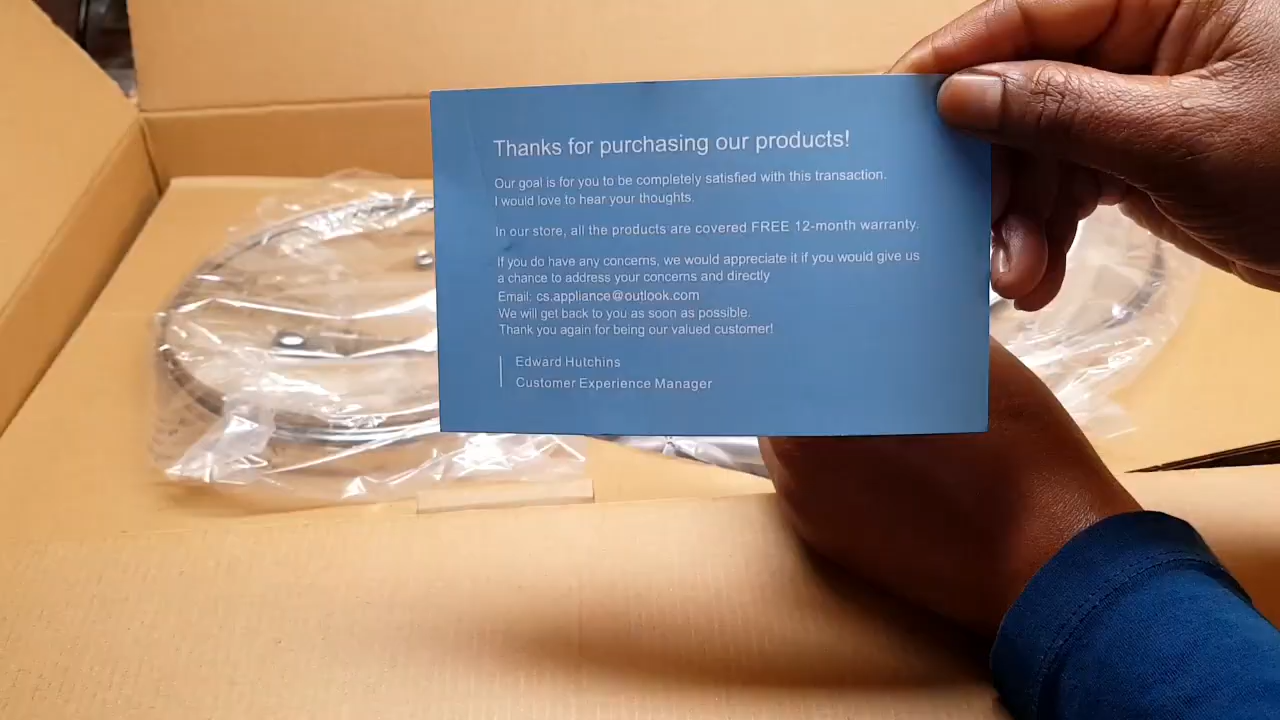 Thanks for purchasing our products!
Our goal is for you to be completely satisfied with this transaction.
I would love to hear your thoughts.
In our store, all the products are covered FREE 12-month warranty.
If you do have any concerns, we would appreciate it if you would give us
a chance to address your concerns and directly
Email: cs.appliance@outlook.com
We will get back to you as soon as possible.
Thank you again for being our valued customer!
Edward Hutchins
Customer Experience Manager